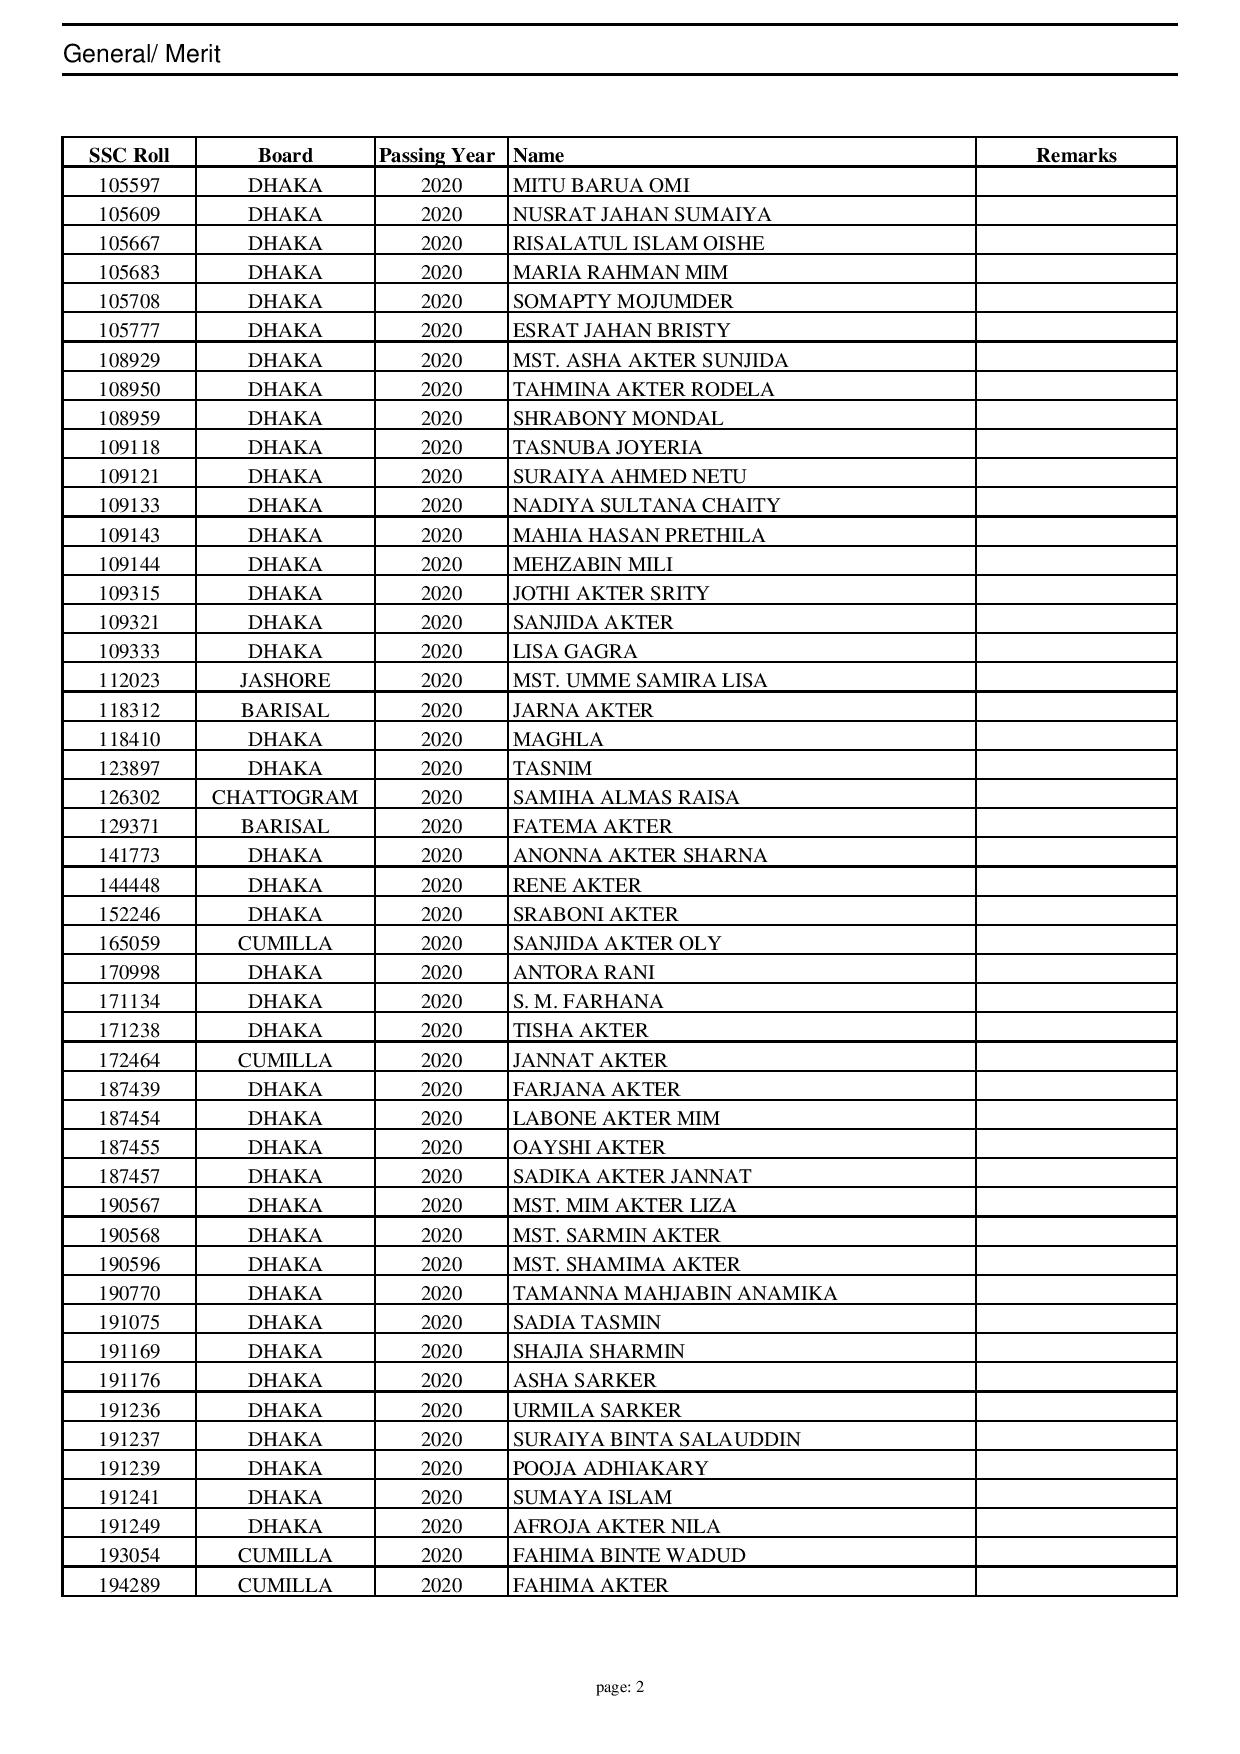 General/ Merit
SSC Roll Board Passing Year Name Remarks
105597 DHAKA 2020 MITU BARUA OMI
105609 DHAKA 2020 NUSRAT JAHAN SUMAIYA
105667 DHAKA 2020 RISALATUL ISLAM OISHE
105683 DHAKA 2020 MARIA RAHMAN MIM
105708 DHAKA 2020 SOMAPTY MOJUMDER
105777 DHAKA 2020 ESRAT JAHAN BRISTY
108929 DHAKA 2020 MST. ASHA AKTER SUNJIDA
108950 DHAKA 2020 TAHMINA AKTER RODELA
108959 DHAKA 2020 SHRABONY MONDAL
109118 DHAKA 2020 TASNUBA JOYERIA
109121 DHAKA 2020 SURAIYA AHMED NETU
109133 DHAKA 2020 NADIYA SULTANA CHAITY
109143 DHAKA 2020 MAHIA HASAN PRETHILA
109144 DHAKA 2020 MEHZABIN MILI
109315 DHAKA 2020 JOTHI AKTER SRITY
109321 DHAKA 2020 SANJIDA AKTER
109333 DHAKA 2020 LISA GAGRA
112023 JASHORE 2020 MST. UMME SAMIRA LISA
118312 BARISAL 2020 JARNA AKTER
118410 DHAKA 2020 MAGHLA
123897 DHAKA 2020 TASNIM
126302 CHATTOGRAM 2020 SAMIHA ALMAS RAISA
129371 BARISAL 2020 FATEMA AKTER
141773 DHAKA 2020 ANONNA AKTER SHARNA
144448 DHAKA 2020 RENE AKTER
152246 DHAKA 2020 SRABONI AKTER
165059 CUMILLA 2020 SANJIDA AKTER OLY
170998 DHAKA 2020 ANTORA RANI
171134 DHAKA 2020 S. M. FARHANA
171238 DHAKA 2020 TISHA AKTER
172464 CUMILLA 2020 JANNAT AKTER
187439 DHAKA 2020 FARJANA AKTER
187454 DHAKA 2020 LABONE AKTER MIM
187455 DHAKA 2020 OAYSHI AKTER
187457 DHAKA 2020 SADIKA AKTER JANNAT
190567 DHAKA 2020 MST. MIM AKTER LIZA
190568 DHAKA 2020 MST. SARMIN AKTER
190596 DHAKA 2020 MST. SHAMIMA AKTER
190770 DHAKA 2020 TAMANNA MAHJABIN ANAMIKA
191075 DHAKA 2020 SADIA TASMIN
191169 DHAKA 2020 SHAJIA SHARMIN
191176 DHAKA 2020 ASHA SARKER
191236 DHAKA 2020 URMILA SARKER
191237 DHAKA 2020 SURAIYA BINTA SALAUDDIN
191239 DHAKA 2020 POOJA ADHIAKARY
191241 DHAKA 2020 SUMAYA ISLAM
191249 DHAKA 2020 AFROJA AKTER NILA
193054 CUMILLA 2020 FAHIMA BINTE WADUD
194289 CUMILLA 2020 FAHIMA AKTER
page: 2